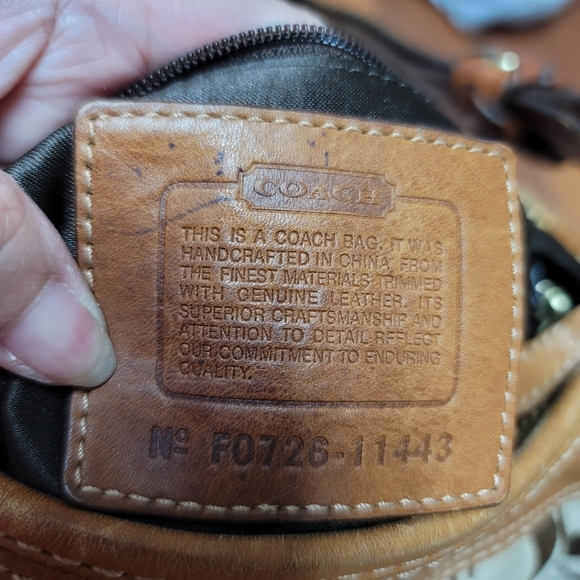 COACH
THIS IS A COACH BAG. IT WAS
HANDCRAFTED IN CHINA FROM
THE FINEST MATERIALS TRIMMED
WITH GENUINE LEATHER. ITS
SUPERIOR CRAFTSMANSHIP AND
ATTENTION TO DETAIL REFLECT
OUR COMMITMENT TO ENDURING
QUALITY.
Nº F0726-11443